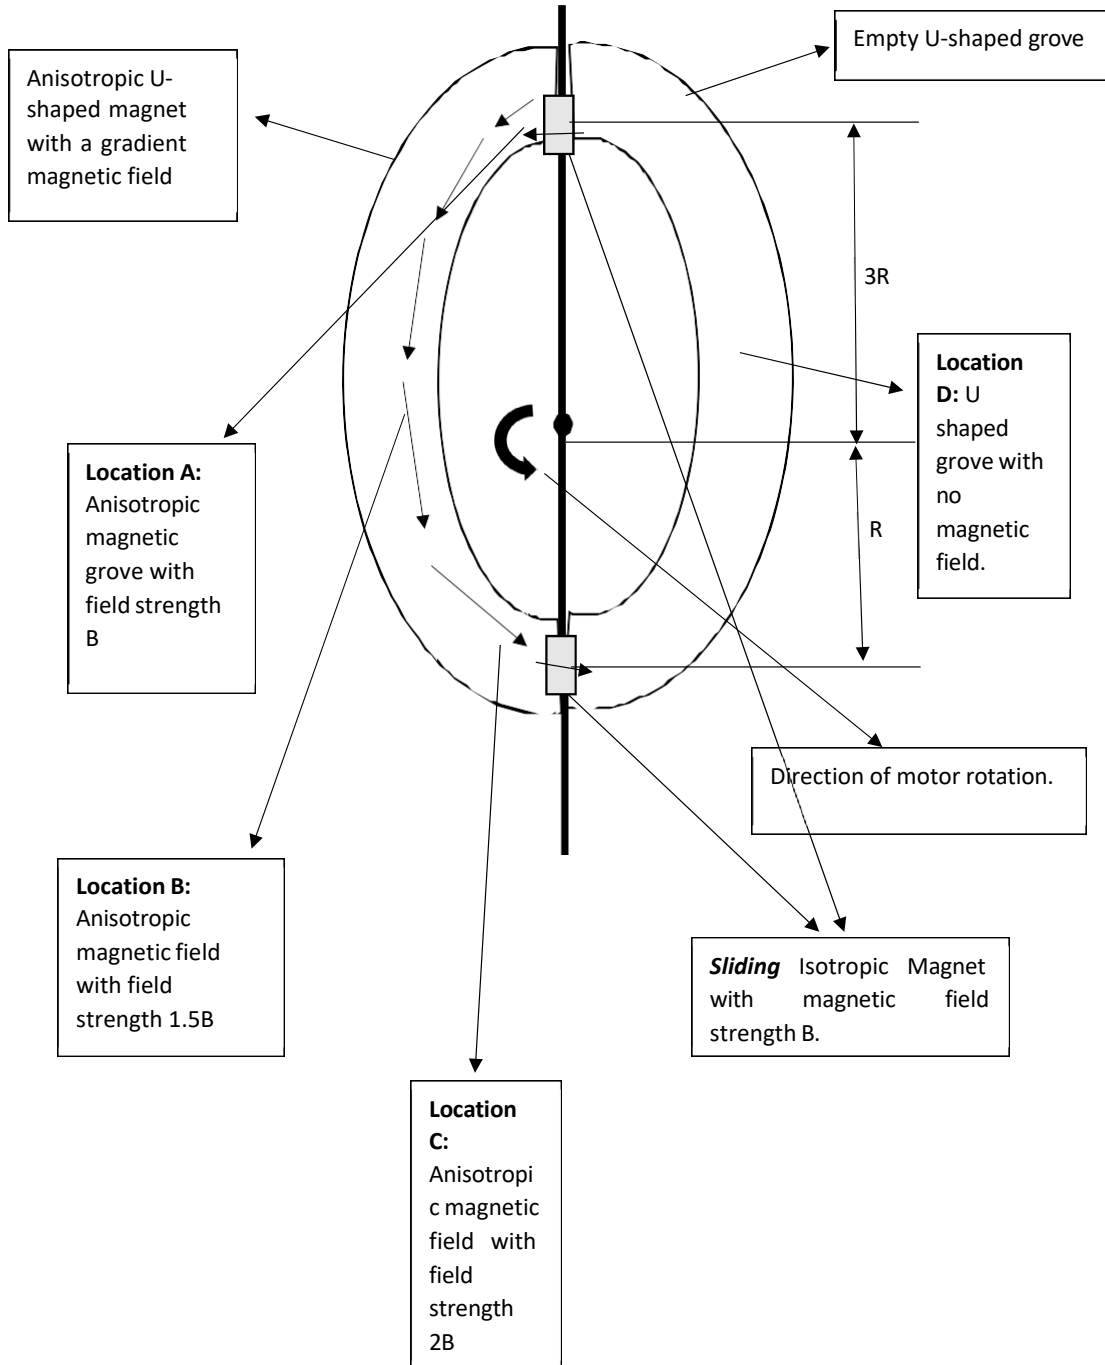 Empty U-shaped grove
Anisotropic U-
shaped magnet
with a gradient
magnetic field
3R
Location
D: U
shaped
grove with
no
magnetic
field.
Location A:
Anisotropic
magnetic
grove with
field strength
B
R
Direction of motor rotation.
Location B:
Anisotropic
magnetic field
with field
strength 1.5B
Sliding Isotropic Magnet
with magnetic field
strength B.
Location
C:
Anisotropi
c magnetic
field with
field
strength
2B